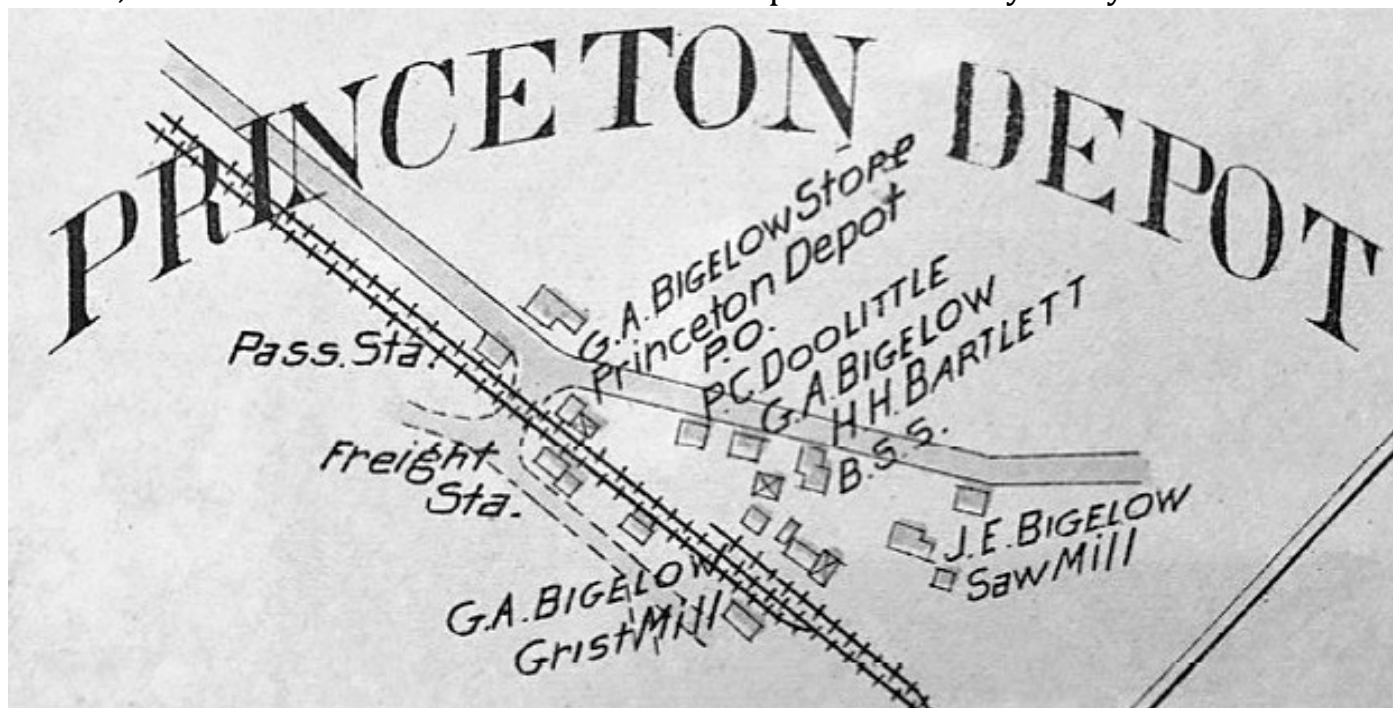 PRINCETON DEPOT
G.A. BIGELOW STORE
Princeton Depot
P.O.
P.C. DOOLITTLE
G.A. BIGELOW
H H. BARTLETT
B.S.S.
Pass. Sta.
Freight
Sta.
J.E. BIGELOW
Saw Mill
G.A. BIGELOW
Grist Mill